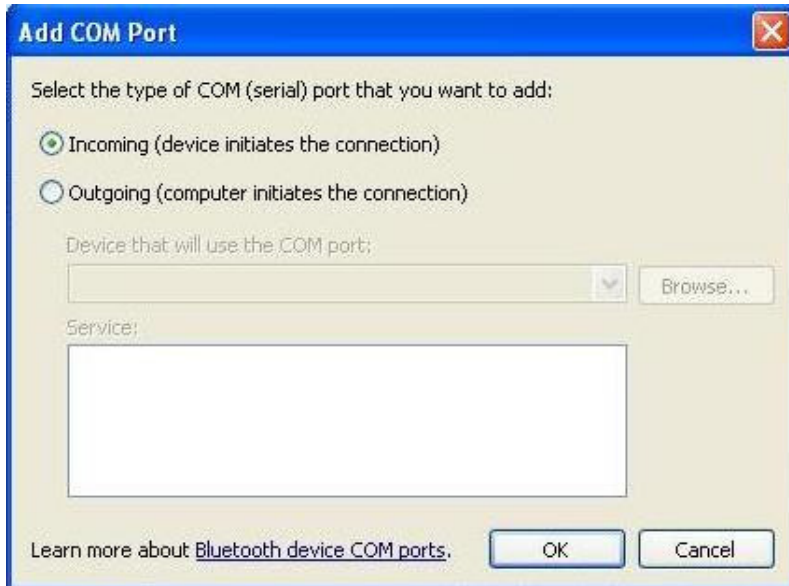 Add COM Port
Select the type of COM (serial) port that you want to add:
Incoming (device initiates the connection)
Outgoing (computer initiates the connection)
Device that will use the COM port:
Browse...
Service:
Learn more about Bluetooth device COM ports.
OK
Cancel